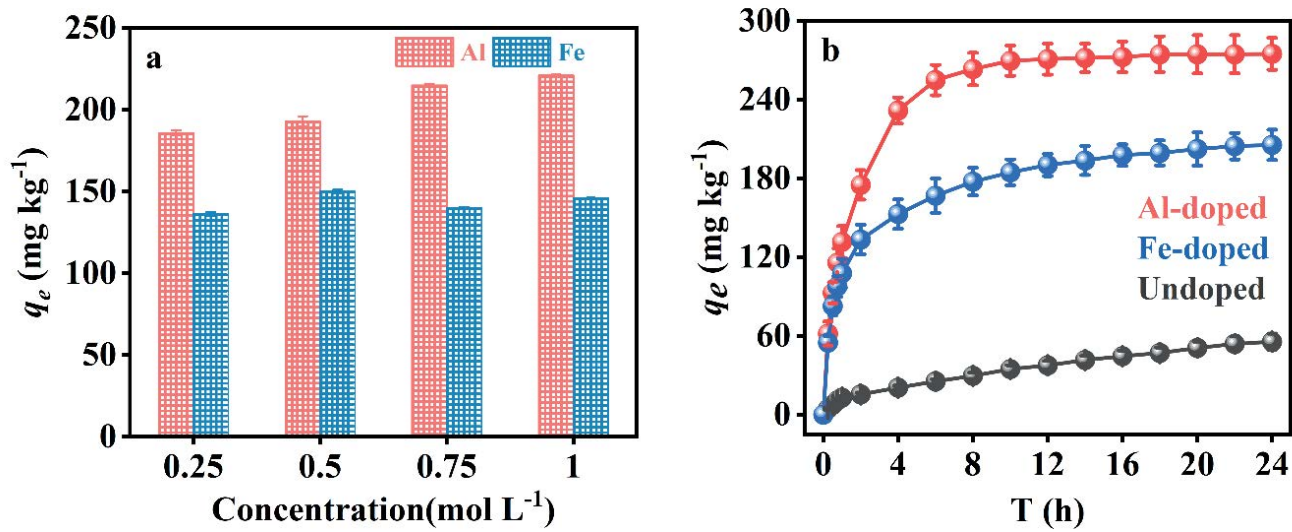 a
Al Fe
250
200
150
100
50
0
qe (mg kg-1)
0.25 0.5 0.75 1
Concentration(mol L-1)
b
300
240
180
120
60
0
qe (mg kg-1)
Al-doped
Fe-doped
Undoped
0 4 8 12 16 20 24
T (h)